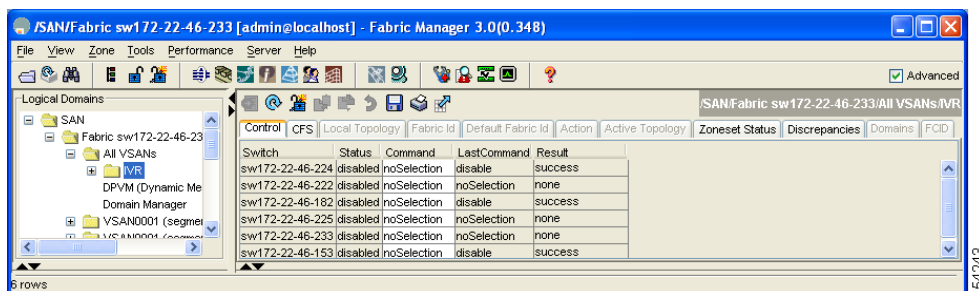 /SAN/Fabric sw172-22-46-233 [admin@localhost] - Fabric Manager 3.0(0.348)
File View Zone Tools Performance Server Help
Advanced
Logical Domains
SAN
Fabric sw172-22-46-23
All VSANs
IVR
DPVM (Dynamic Me
Domain Manager
VSAN0001 (segmen
/SAN/Fabric sw172-22-46-233/All VSANs/IVR
Control CFS Local Topology Fabric Id Default Fabric Id Action Active Topology Zoneset Status Discrepancies Domains FCID
Switch Status Command LastCommand Result
sw172-22-46-224 disabled noSelection disable success
sw172-22-46-222 disabled noSelection noSelection none
sw172-22-46-182 disabled noSelection disable success
sw172-22-46-225 disabled noSelection noSelection none
sw172-22-46-233 disabled noSelection noSelection none
sw172-22-46-153 disabled noSelection disable success
6 rows